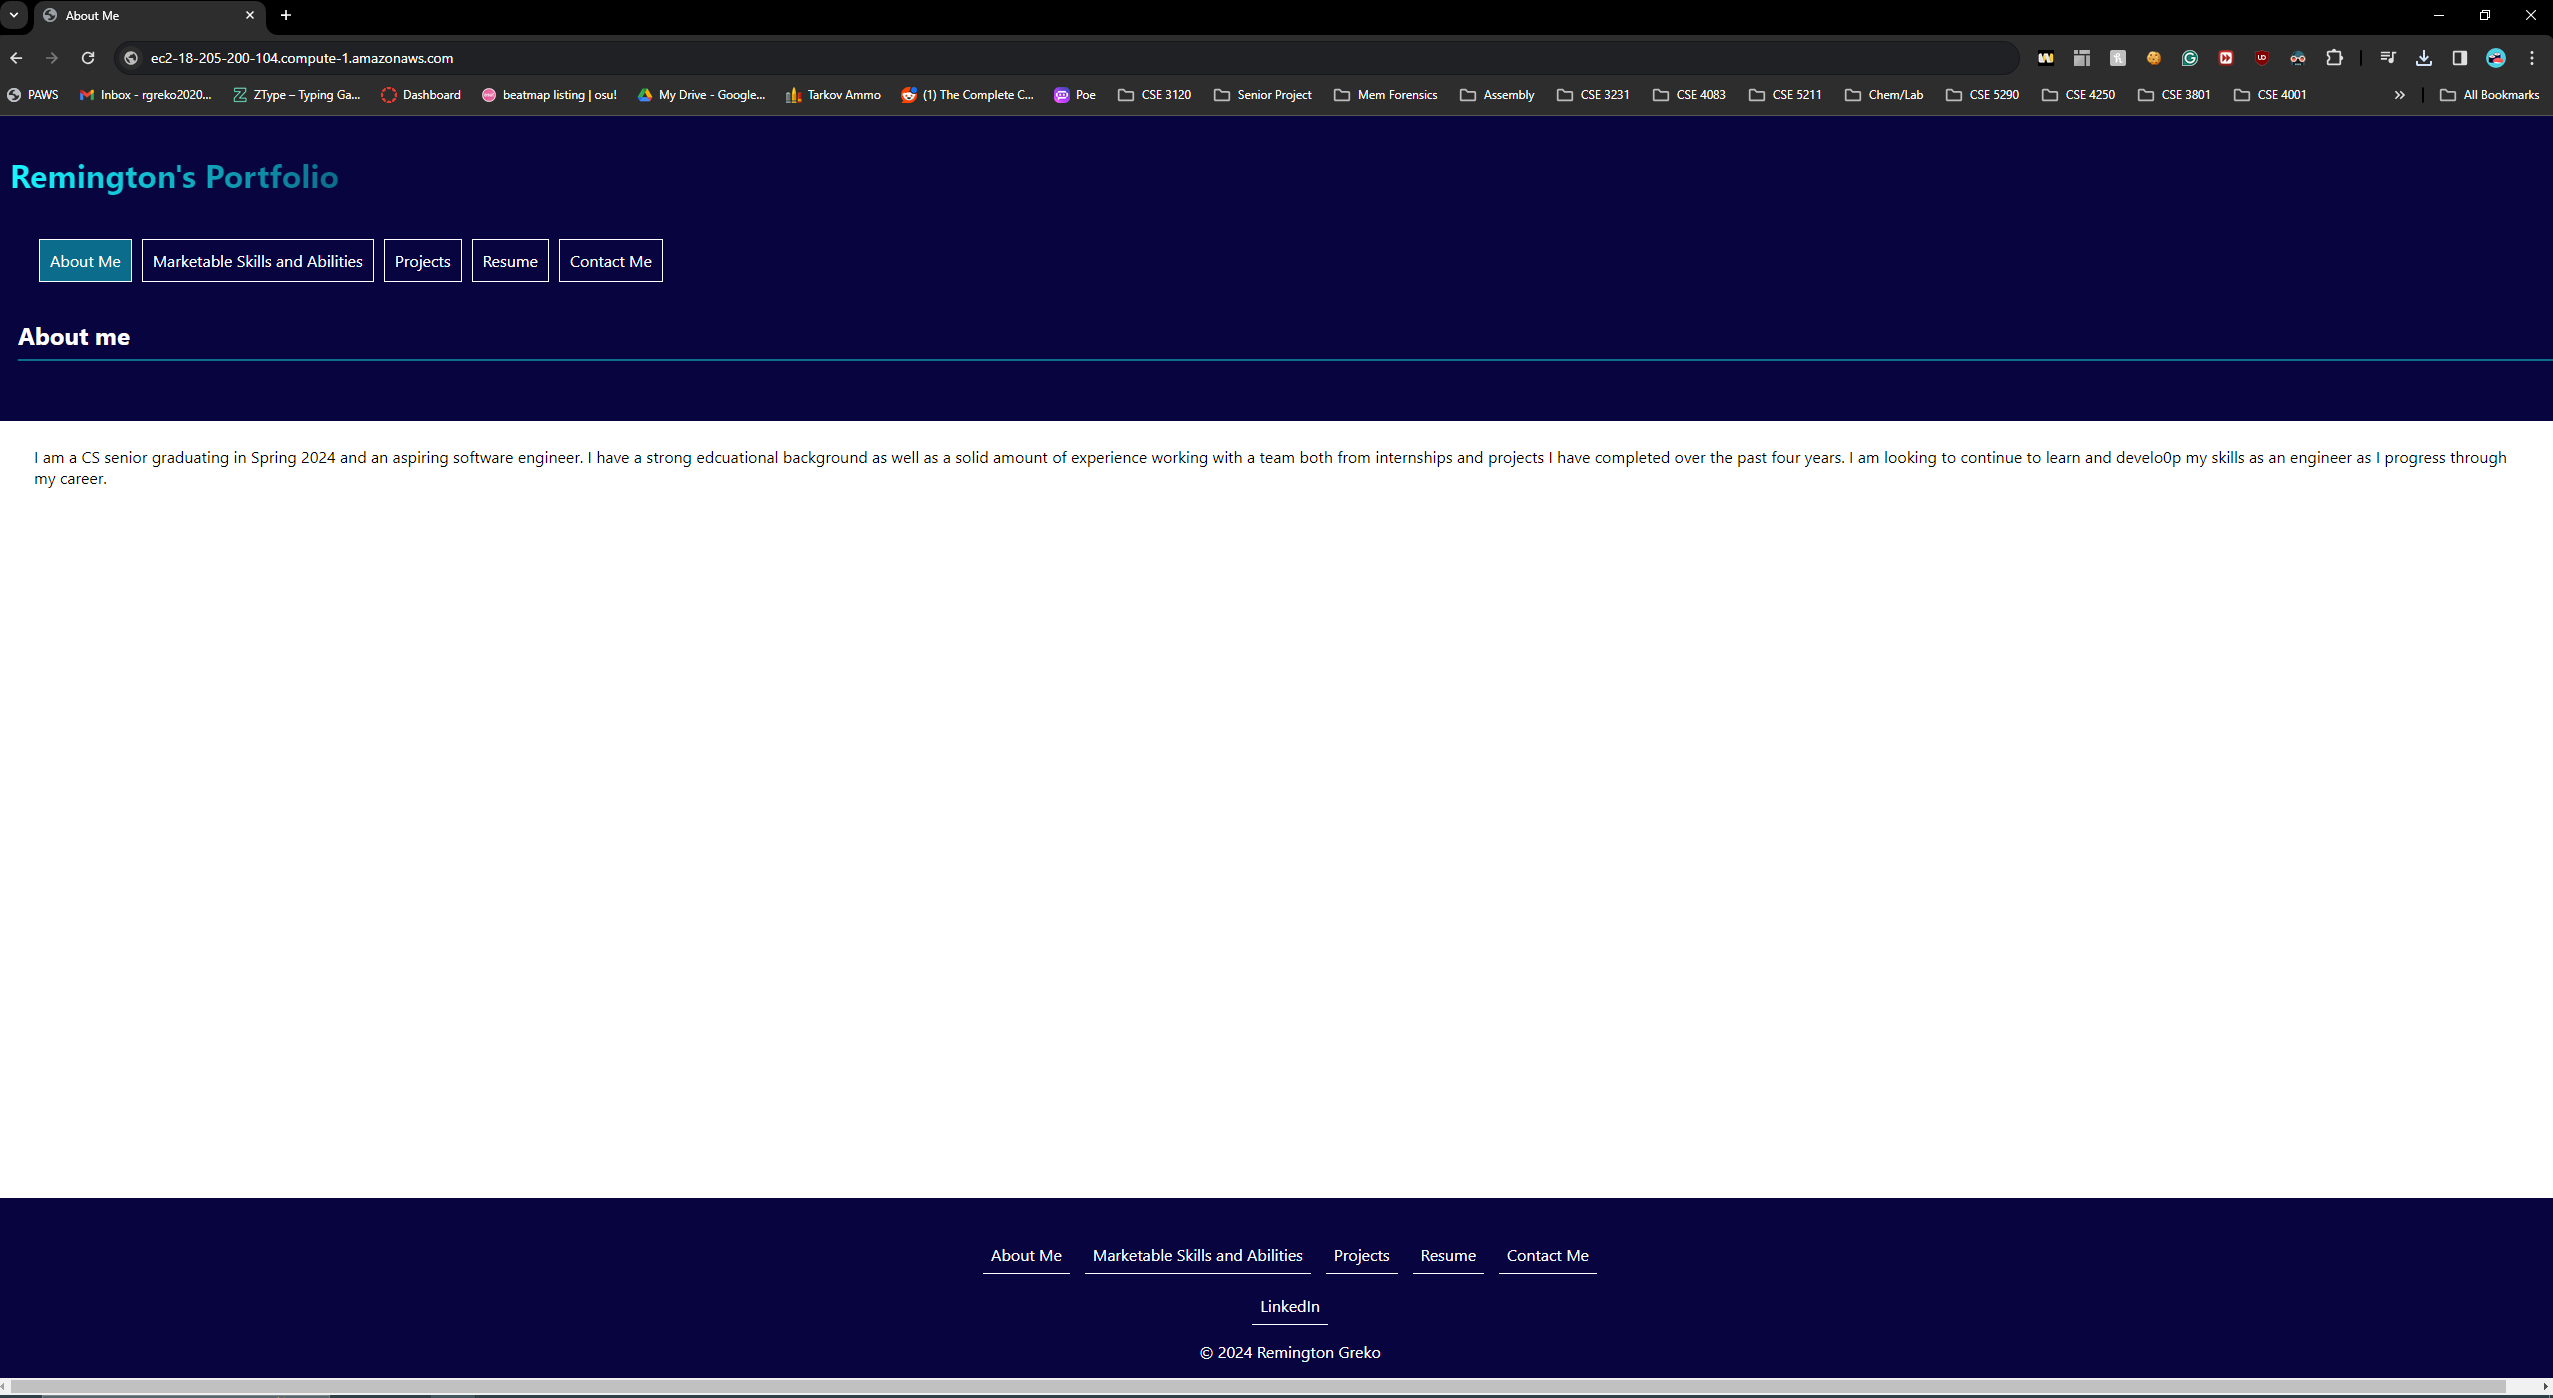 About Me
ec2-18-205-200-104.compute-1.amazonaws.com
PAWS Inbox - rgreko2020... ZType – Typing Ga... Dashboard beatmap listing | osu! My Drive - Google... Tarkov Ammo (1) The Complete C... Poe CSE 3120 Senior Project Mem Forensics Assembly CSE 3231 CSE 4083 CSE 5211 Chem/Lab CSE 5290 CSE 4250 CSE 3801 CSE 4001 » All Bookmarks
Remington's Portfolio
About Me Marketable Skills and Abilities Projects Resume Contact Me
About me
I am a CS senior graduating in Spring 2024 and an aspiring software engineer. I have a strong edcuational background as well as a solid amount of experience working with a team both from internships and projects I have completed over the past four years. I am looking to continue to learn and develo0p my skills as an engineer as I progress through
my career.
About Me Marketable Skills and Abilities Projects Resume Contact Me
LinkedIn
© 2024 Remington Greko